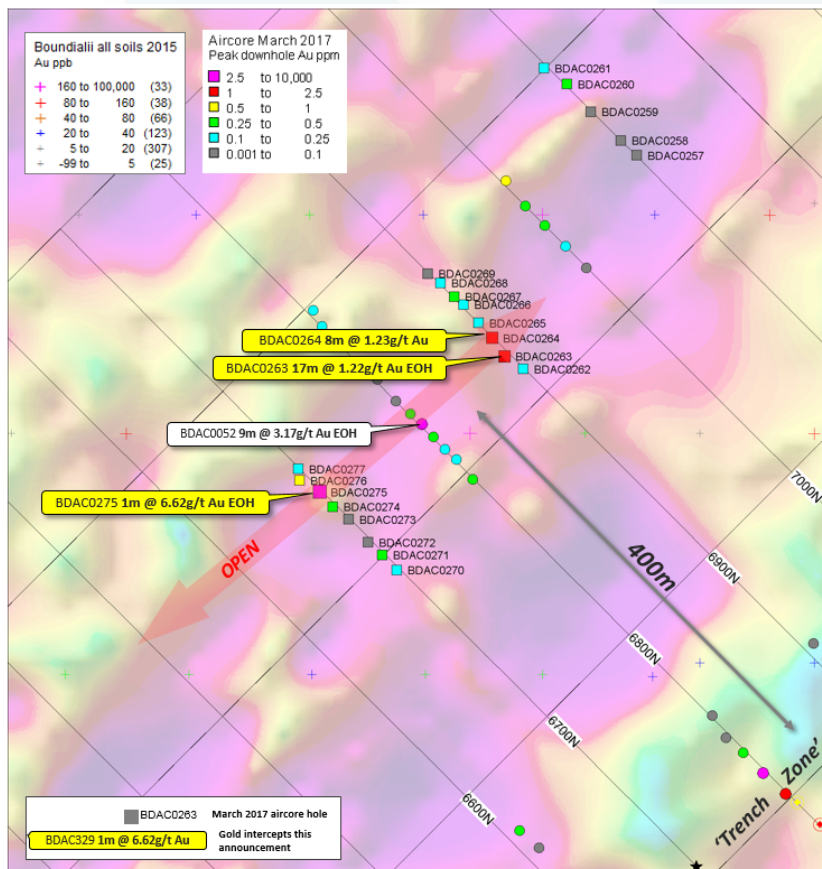 Boundialii all soils 2015
Au ppb
160 to 100,000 (33)
80 to 160 (38)
40 to 80 (66)
20 to 40 (123)
5 to 20 (307)
-99 to 5 (25)
Aircore March 2017
Peak downhole Au ppm
2.5 to 10,000
1 to 2.5
0.5 to 1
0.25 to 0.5
0.1 to 0.25
0.001 to 0.1
BDAC0261
BDAC0260
BDAC0259
BDAC0258
BDAC0257
BDAC0269
BDAC0268
BDAC0267
BDAC0266
BDAC0265
BDAC0264 8m @ 1.23g/t Au
BDAC0264
BDAC0263 17m @ 1.22g/t Au EOH
BDAC0263
BDAC0262
BDAC0052 9m @ 3.17g/t Au EOH
BDAC0277
BDAC0276
BDAC0275 1m @ 6.62g/t Au EOH
BDAC0275
BDAC0274
BDAC0273
BDAC0272
BDAC0271
BDAC0270
OPEN
400m
7000N
6900N
6800N
6700N
6600N
'Trench Zone'
BDAC0263 March 2017 aircore hole
BDAC329 1m @ 6.62g/t Au Gold intercepts this
announcement